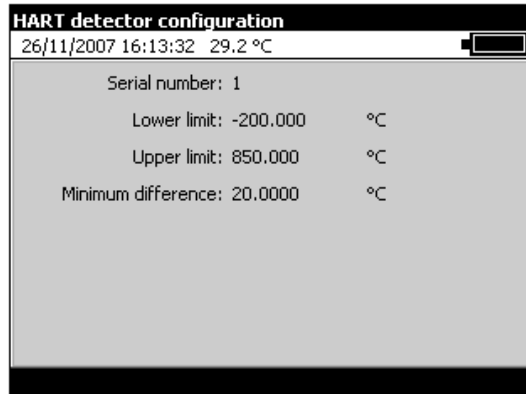 HART detector configuration
26/11/2007 16:13:32 29.2 °C
Serial number: 1
Lower limit: -200.000 °C
Upper limit: 850.000 °C
Minimum difference: 20.0000 °C